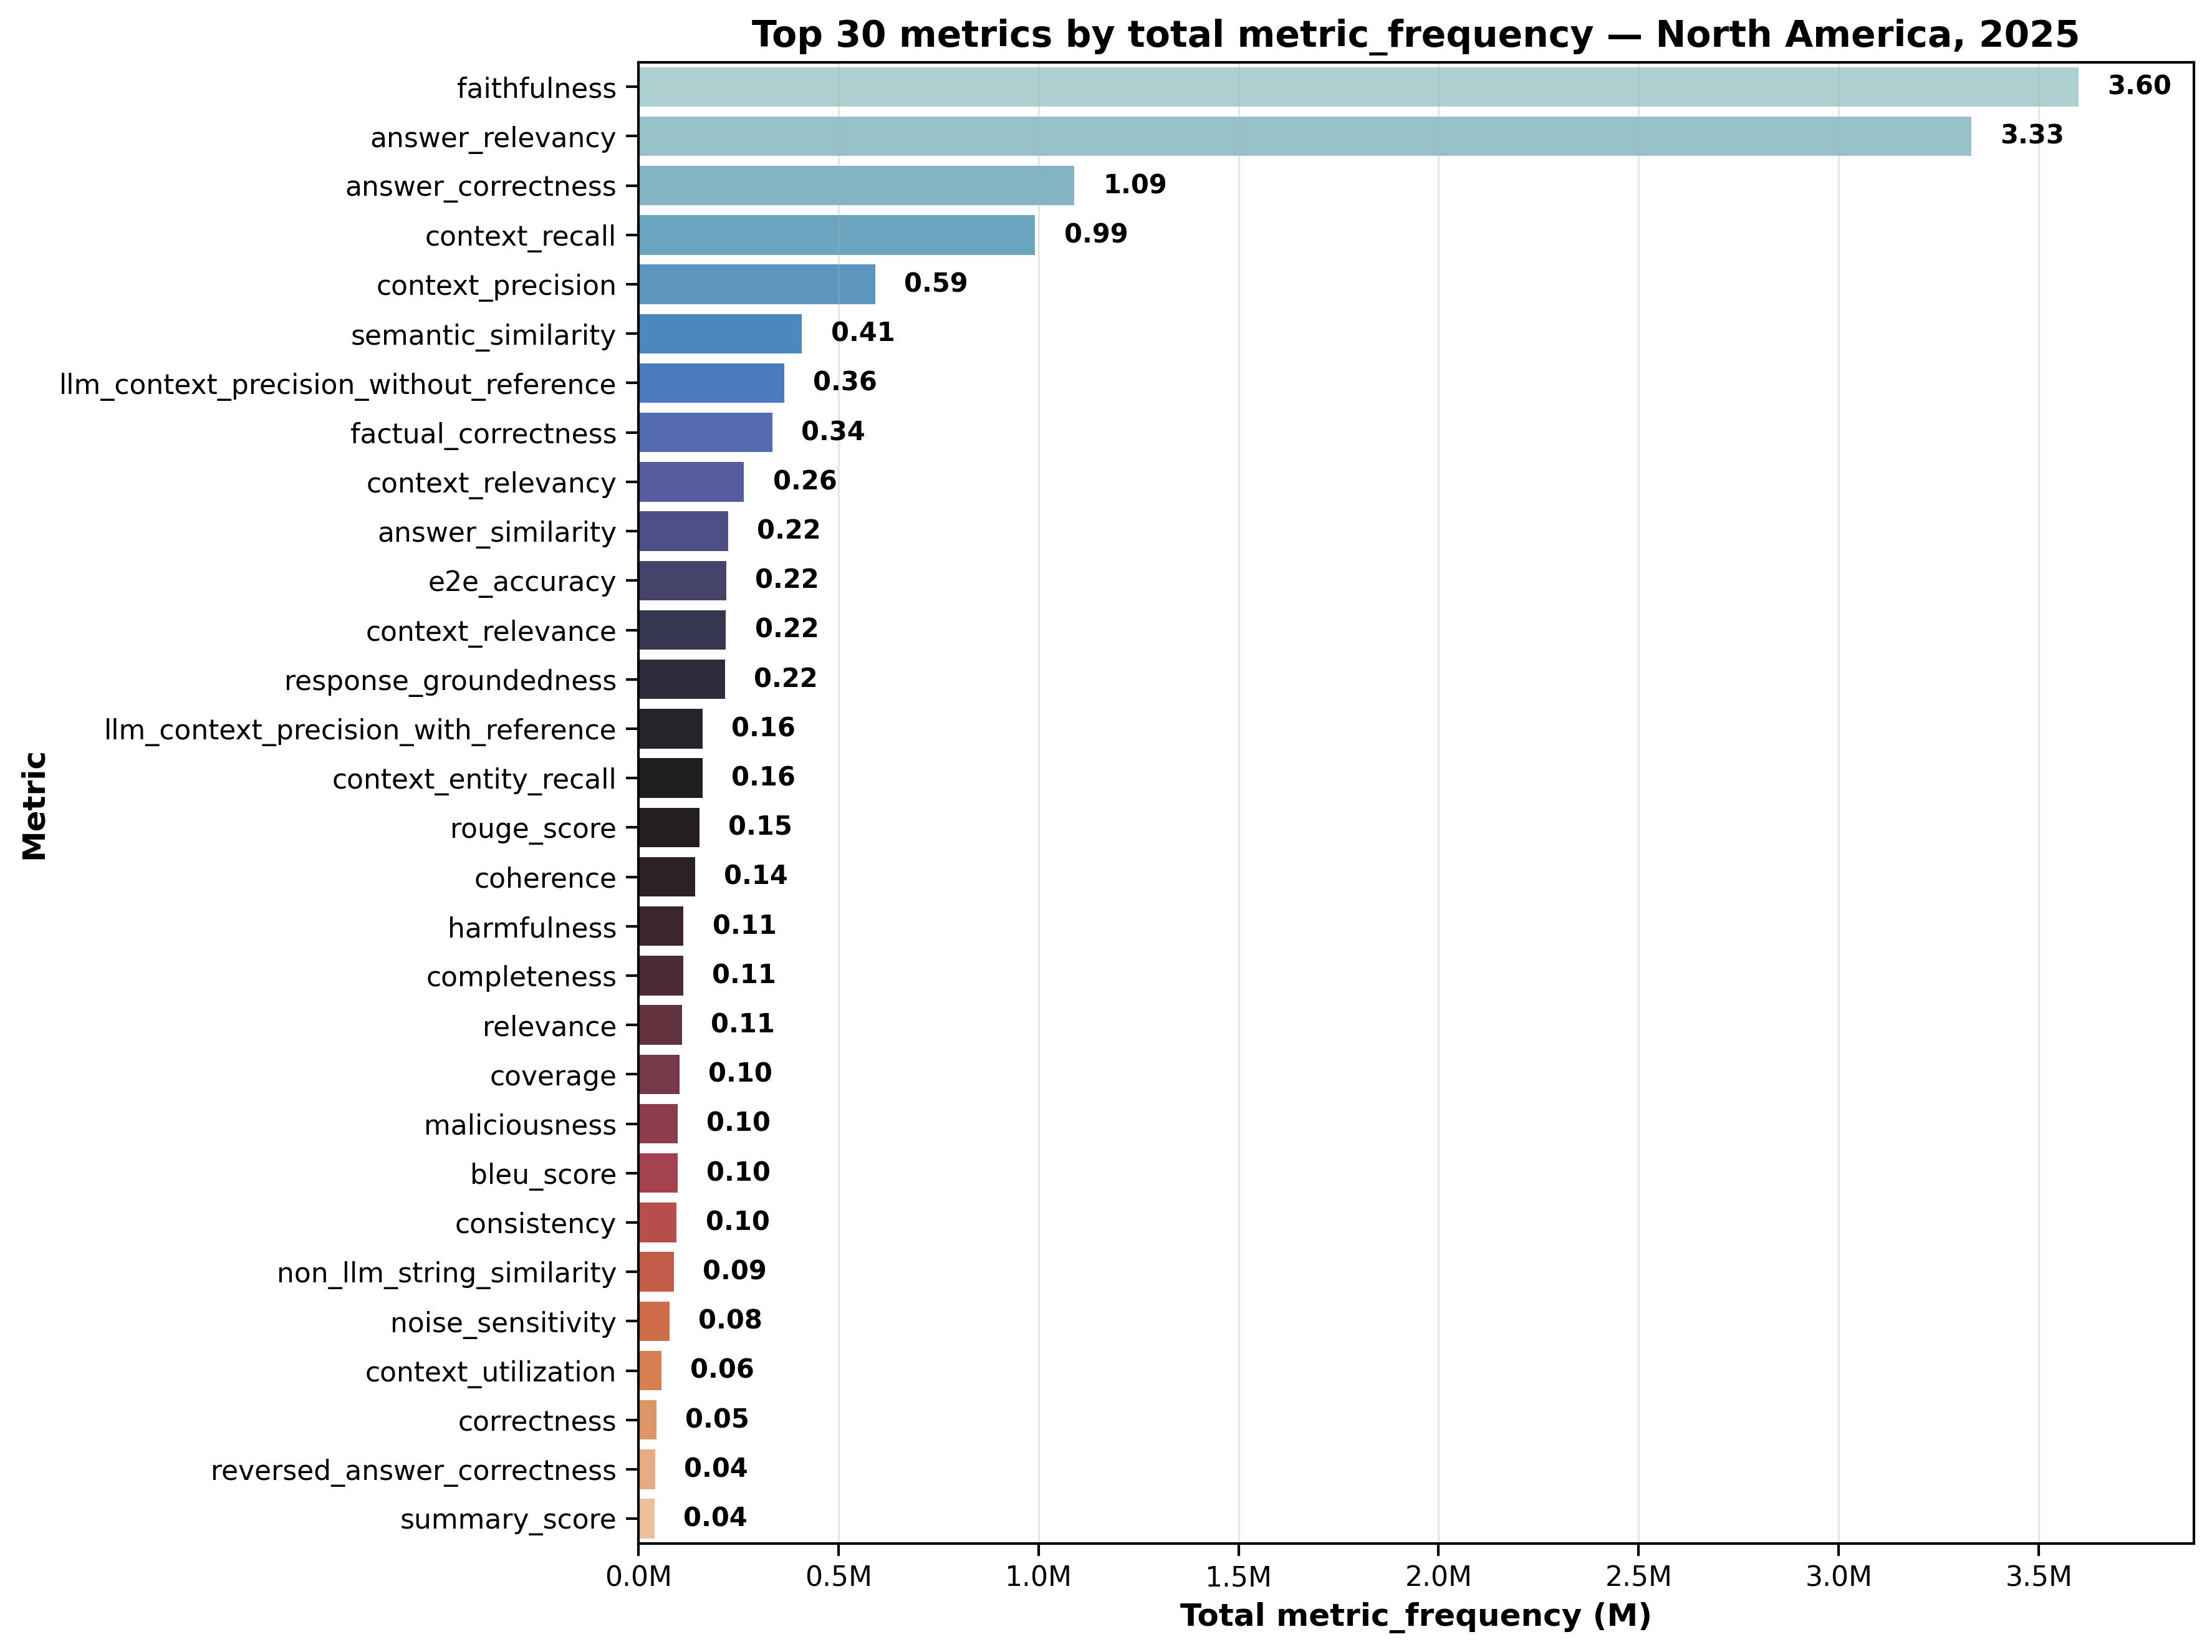 Top 30 metrics by total metric_frequency — North America, 2025
faithfulness 3.60
answer_relevancy 3.33
answer_correctness 1.09
context_recall 0.99
context_precision 0.59
semantic_similarity 0.41
llm_context_precision_without_reference 0.36
factual_correctness 0.34
context_relevancy 0.26
answer_similarity 0.22
e2e_accuracy 0.22
context_relevance 0.22
response_groundedness 0.22
llm_context_precision_with_reference 0.16
context_entity_recall 0.16
rouge_score 0.15
coherence 0.14
harmfulness 0.11
completeness 0.11
relevance 0.11
coverage 0.10
maliciousness 0.10
bleu_score 0.10
consistency 0.10
non_llm_string_similarity 0.09
noise_sensitivity 0.08
context_utilization 0.06
correctness 0.05
reversed_answer_correctness 0.04
summary_score 0.04
Metric
0.0M 0.5M 1.0M 1.5M 2.0M 2.5M 3.0M 3.5M
Total metric_frequency (M)